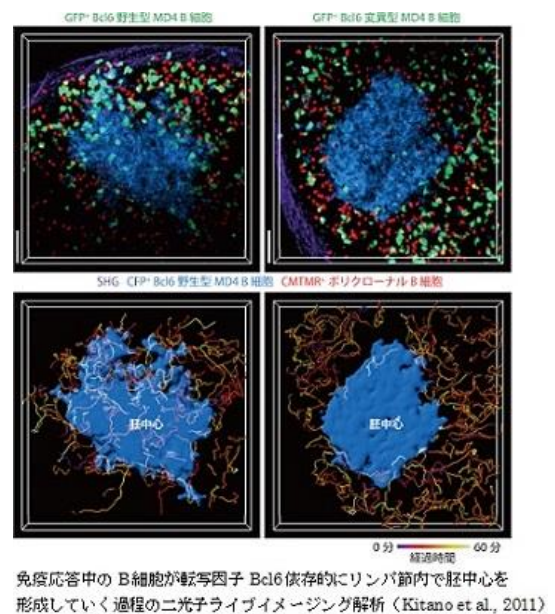 GFP⁺ Bcl6 野生型 MD4 B 細胞
GFP⁺ Bcl6 変異型 MD4 B 細胞
SHG CFP⁺ Bcl6 野生型 MD4 B 細胞 CMTMR⁺ ポリクローナル B 細胞
胚中心
胚中心
0 分 60 分
経過時間
免疫応答中の B細胞が転写因子 Bcl6 依存的にリンパ節内で胚中心を
形成していく過程の二光子ライブイメージング解析（Kitano et al., 2011）